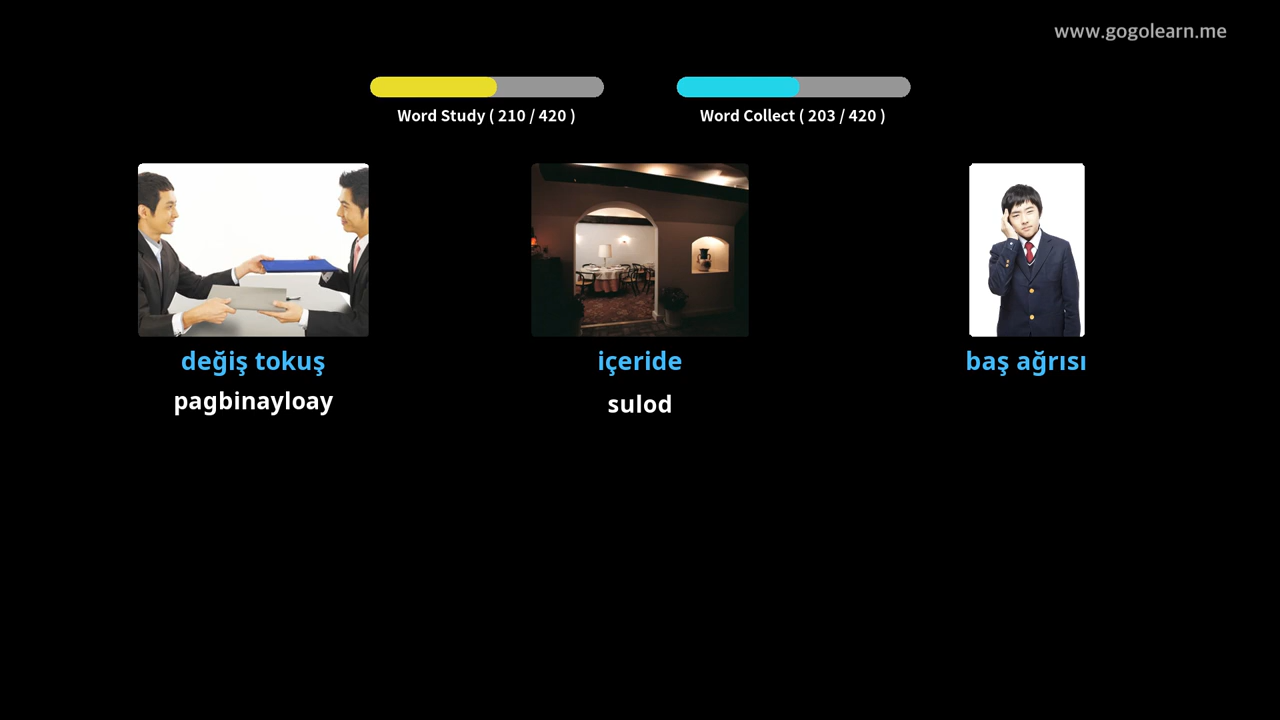 www.gogolearn.me
Word Study ( 210 / 420 )
Word Collect ( 203 / 420 )
değiş tokuş
pagbinayloay
içeride
sulod
baş ağrısı